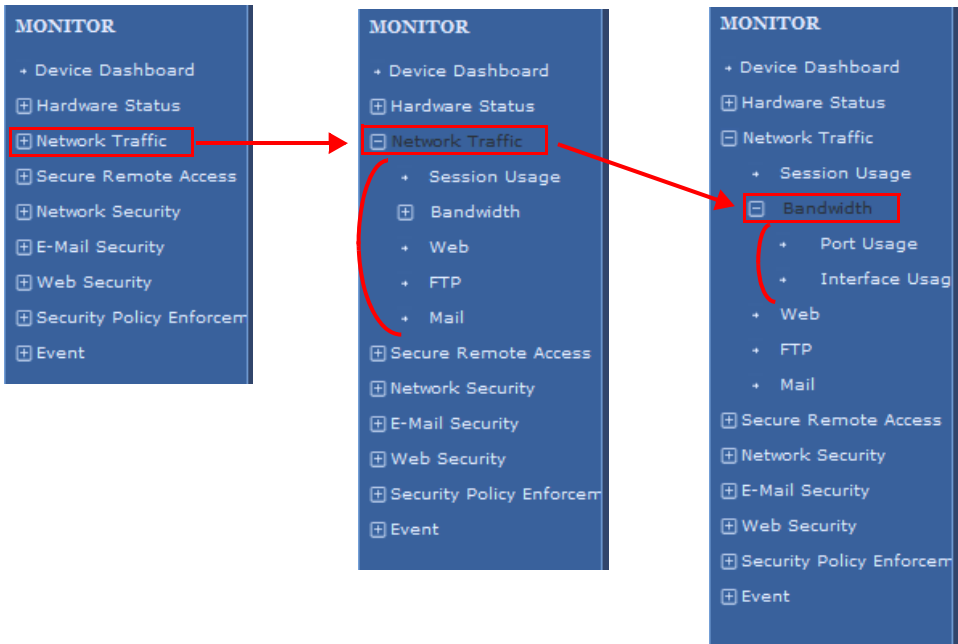 MONITOR
Device Dashboard
Hardware Status
Network Traffic
Secure Remote Access
Network Security
E-Mail Security
Web Security
Security Policy Enforcem
Event
MONITOR
Device Dashboard
Hardware Status
Network Traffic
Session Usage
Bandwidth
Web
FTP
Mail
Secure Remote Access
Network Security
E-Mail Security
Web Security
Security Policy Enforcem
Event
MONITOR
Device Dashboard
Hardware Status
Network Traffic
Session Usage
Bandwidth
Port Usage
Interface Usag
Web
FTP
Mail
Secure Remote Access
Network Security
E-Mail Security
Web Security
Security Policy Enforcem
Event